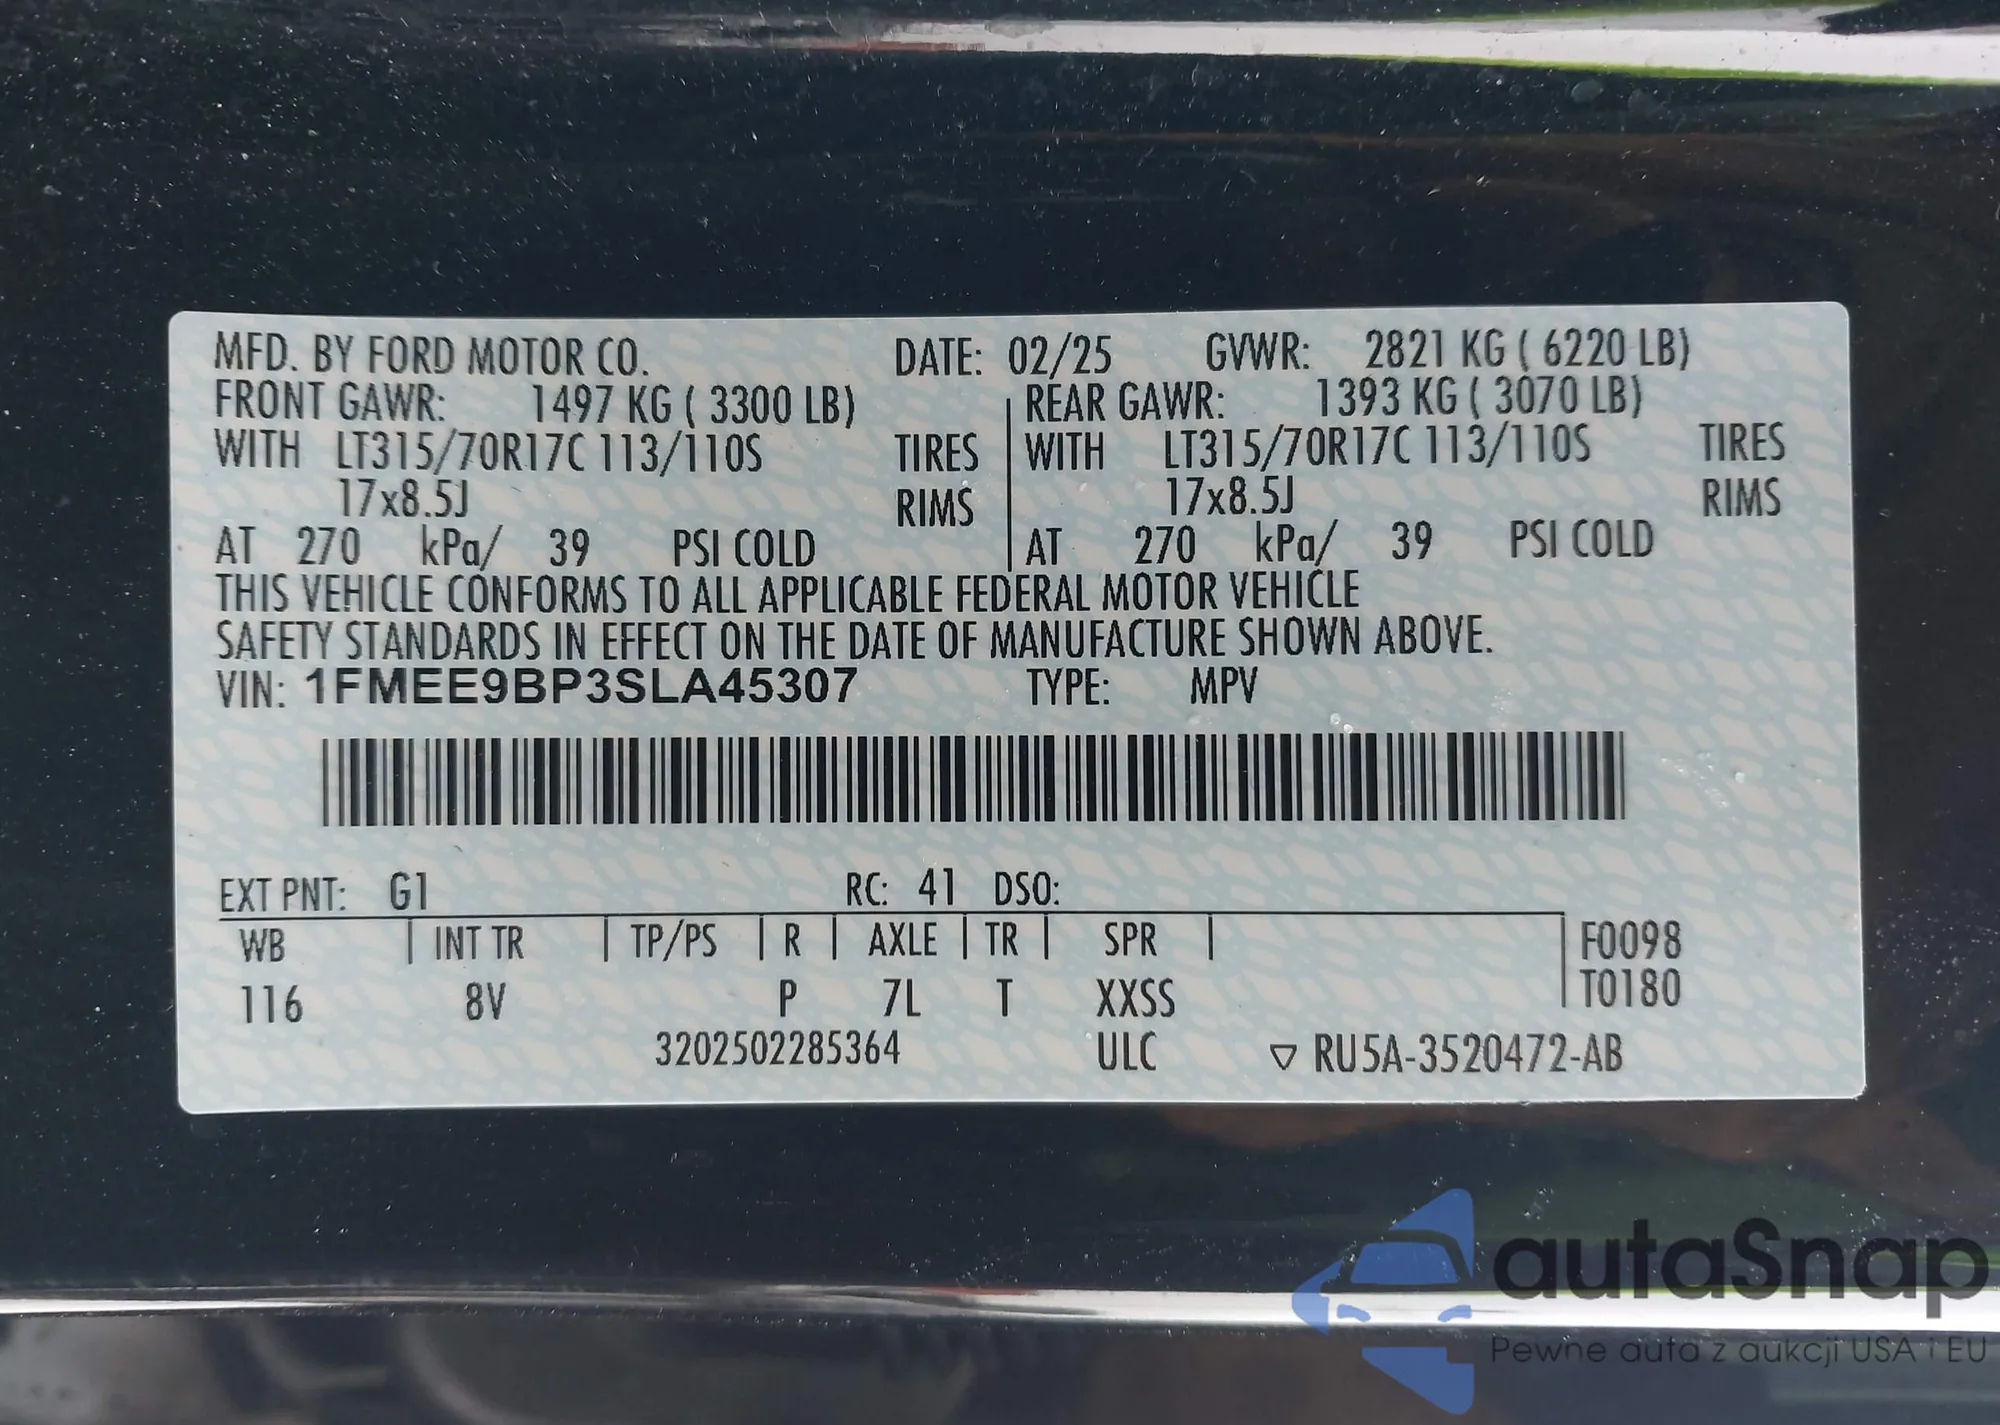 MFD. BY FORD MOTOR CO. DATE: 02/25 GVWR: 2821 KG ( 6220 LB)
FRONT GAWR: 1497 KG ( 3300 LB) REAR GAWR: 1393 KG ( 3070 LB)
WITH LT315/70R17C 113/110S TIRES WITH LT315/70R17C 113/110S TIRES
17x8.5J RIMS 17x8.5J RIMS
AT 270 kPa/ 39 PSI COLD AT 270 kPa/ 39 PSI COLD
THIS VEHICLE CONFORMS TO ALL APPLICABLE FEDERAL MOTOR VEHICLE
SAFETY STANDARDS IN EFFECT ON THE DATE OF MANUFACTURE SHOWN ABOVE.
VIN: 1FMEE9BP3SLA45307 TYPE: MPV
EXT PNT: G1 RC: 41 DSO:
WB INT TR TP/PS R AXLE TR SPR F0098
116 8V P 7L T XXSS T0180
3202502285364 ULC ▽ RU5A-3520472-AB
autaSnap
Pewne auta z aukcji USA i EU